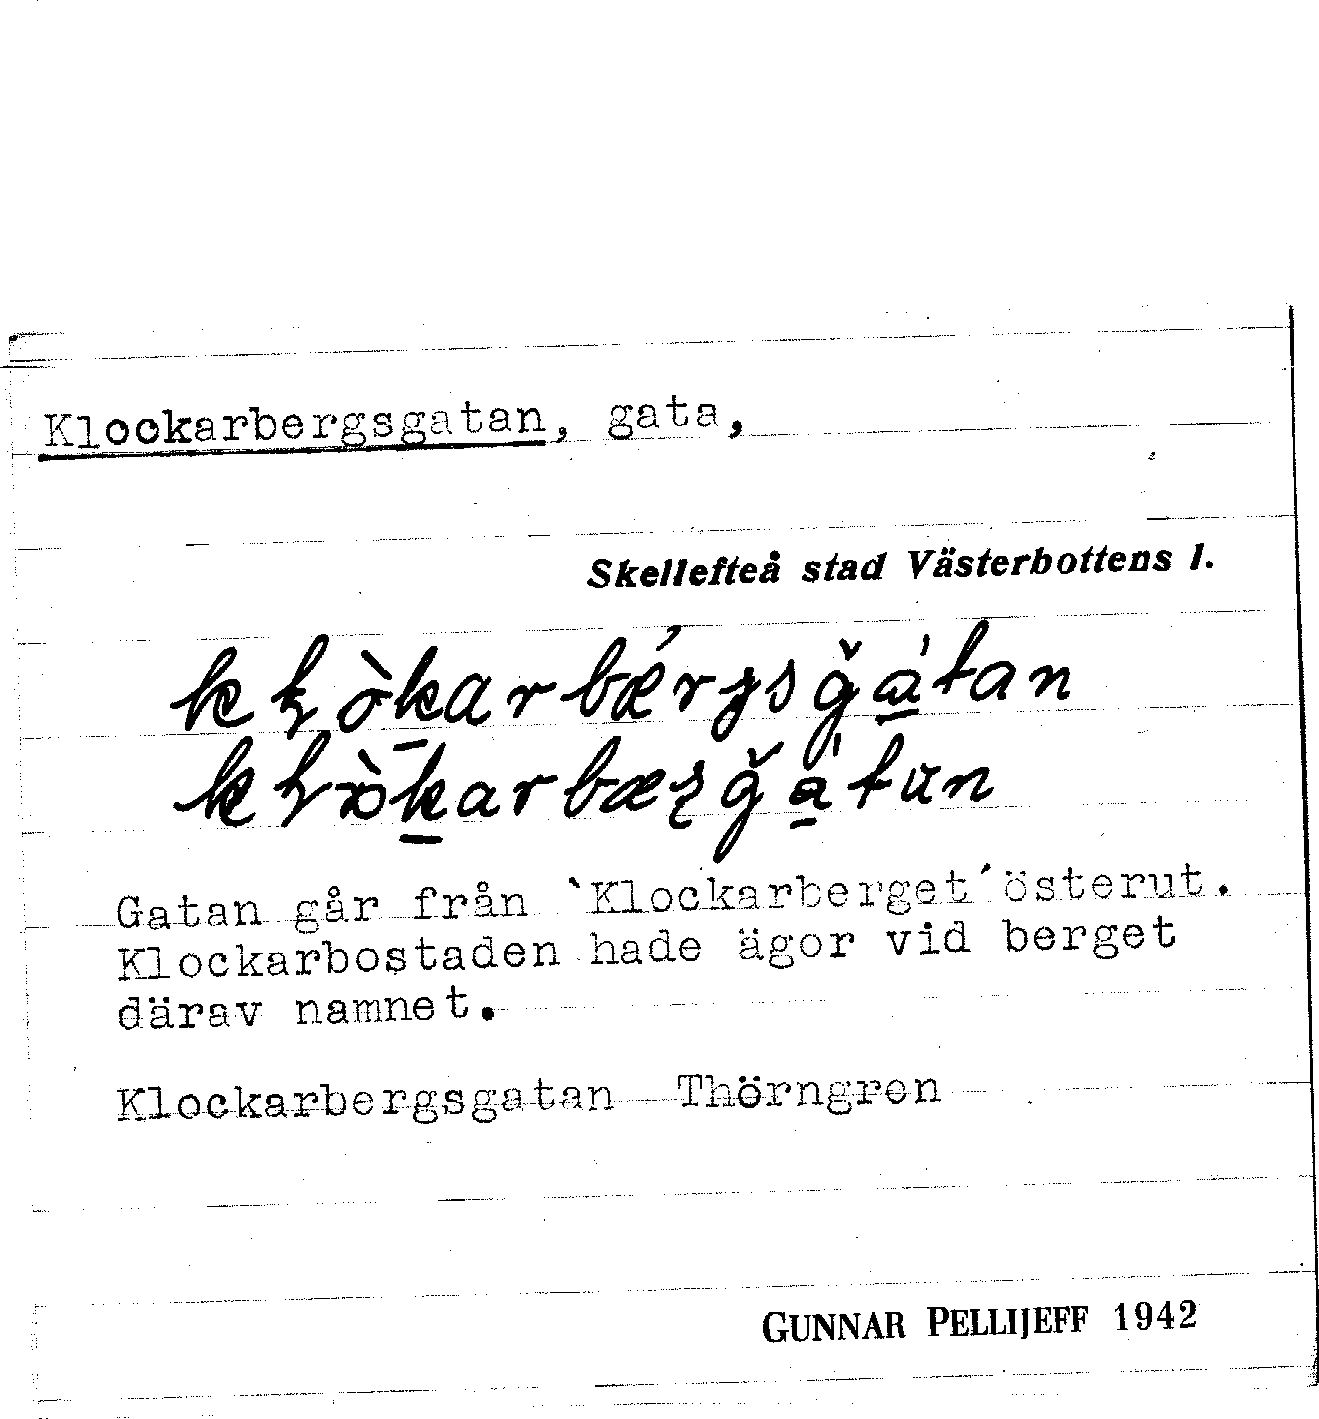 Klockarbergsgatan, gata,
Skellefteå stad Västerbottens l.
Gatan går från `Klockarberget´ österut.
Klockarbostaden hade ägor vid berget
därav namnet.
Klockarbergsgatan Thörngren
GUNNAR PELLIJEFF 1942